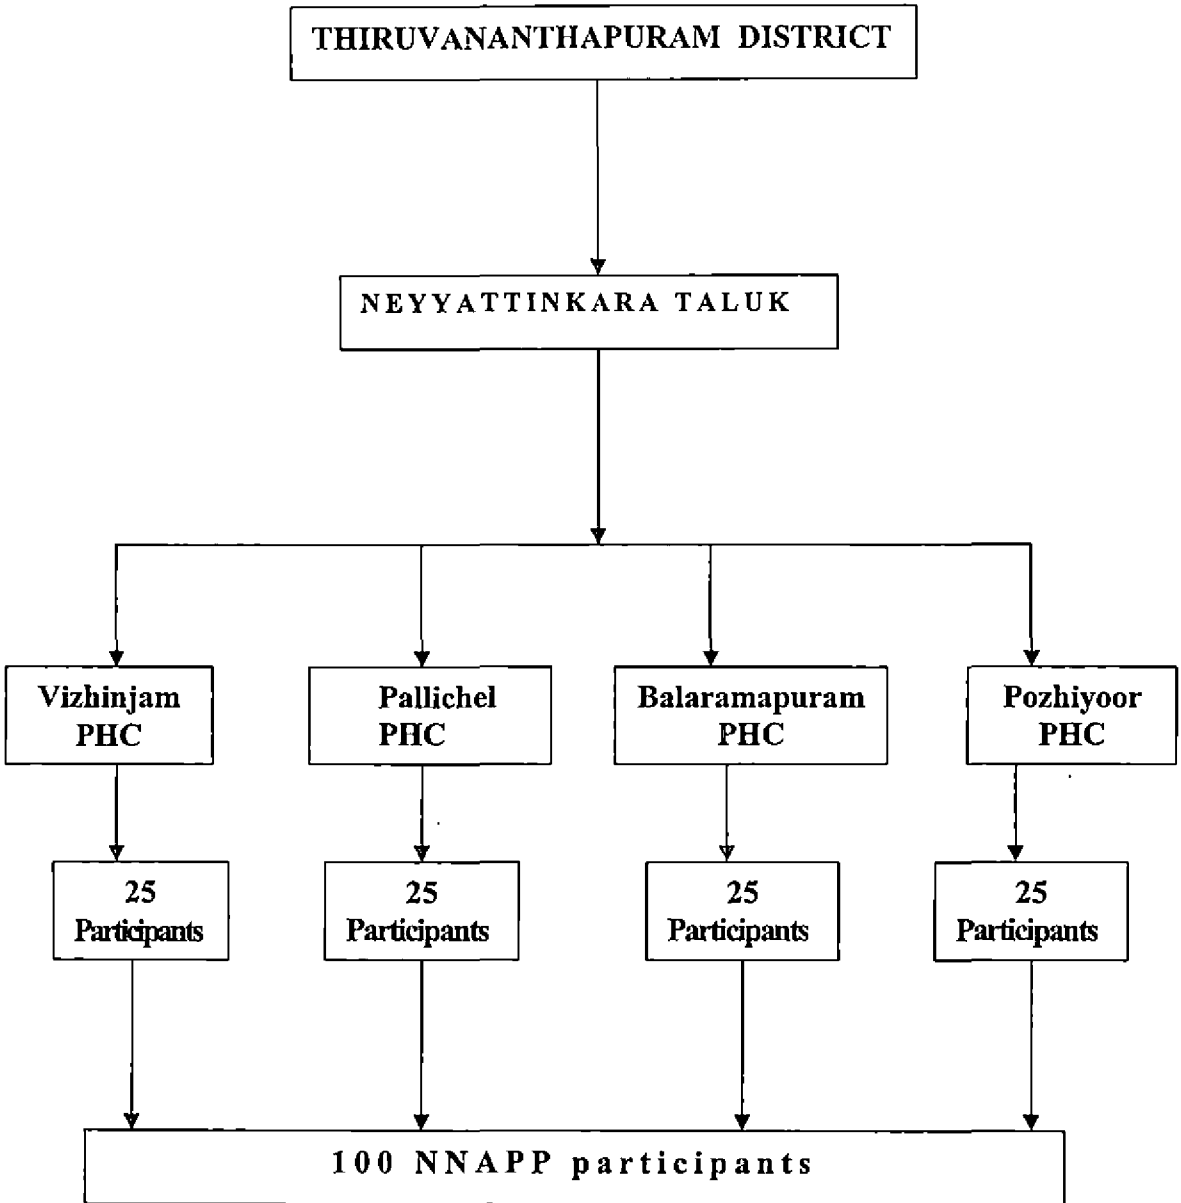 THIRUVANANTHAPURAM DISTRICT
NEYYATTINKARA TALUK
Vizhinjam
PHC
Pallichel
PHC
Balaramapuram
PHC
Pozhiyoor
PHC
25
Participants
25
Participants
25
Participants
25
Participants
100 NNAPP participants